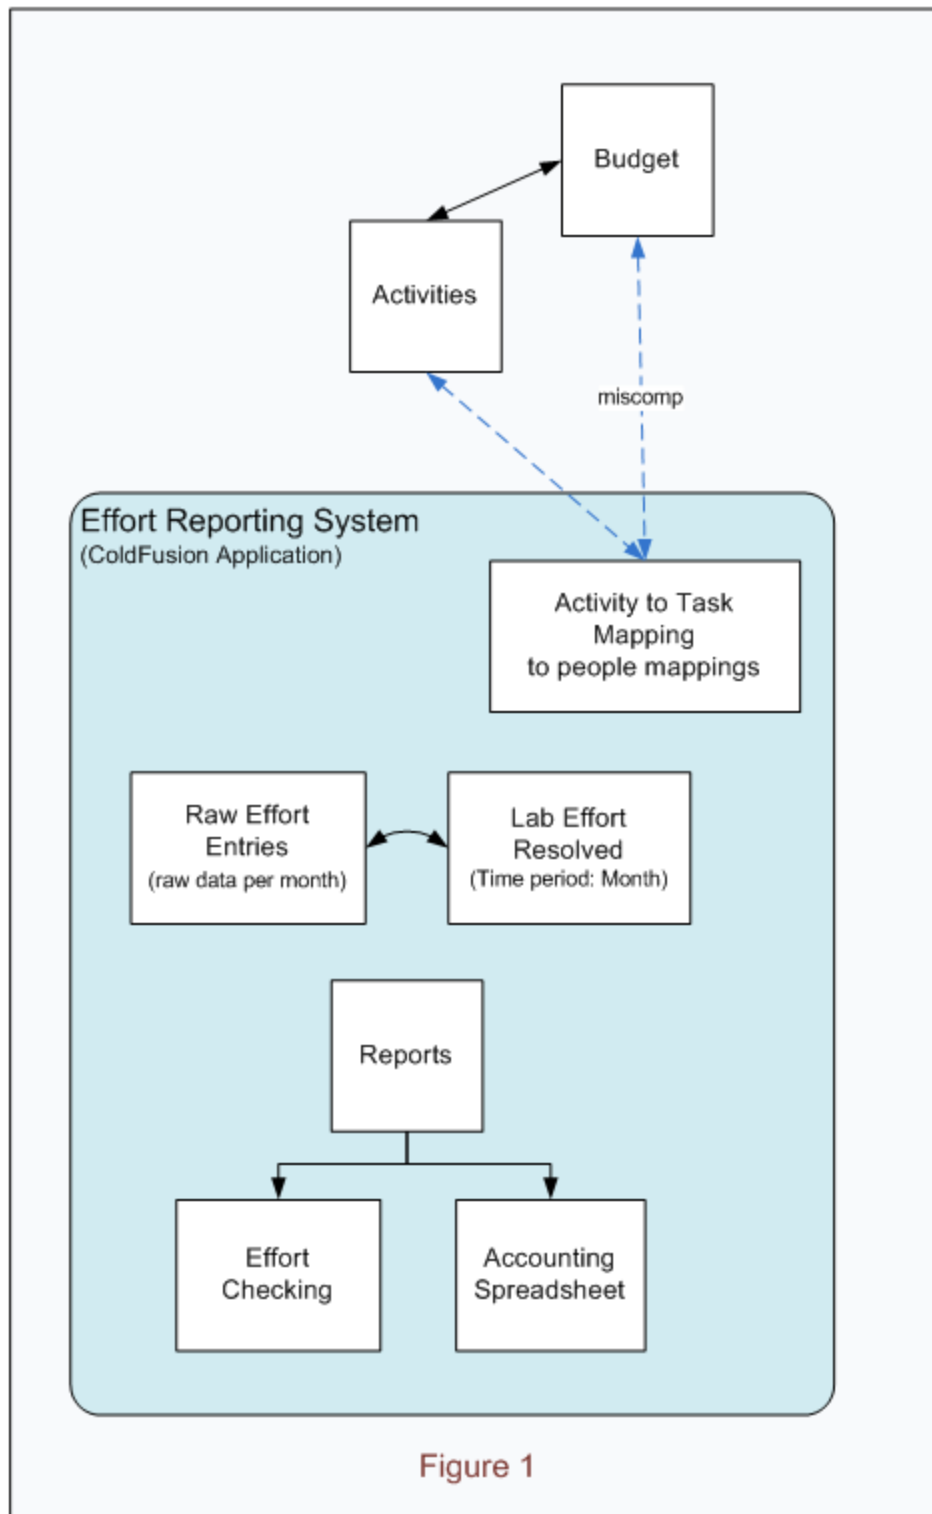 Budget
Activities
miscomp
Effort Reporting System
(ColdFusion Application)
Activity to Task
Mapping
to people mappings
Raw Effort
Entries
(raw data per month)
Lab Effort
Resolved
(Time period: Month)
Reports
Effort
Checking
Accounting
Spreadsheet
Figure 1